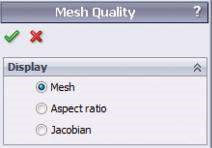 Mesh Quality ?
Display
Mesh
Aspect ratio
Jacobian